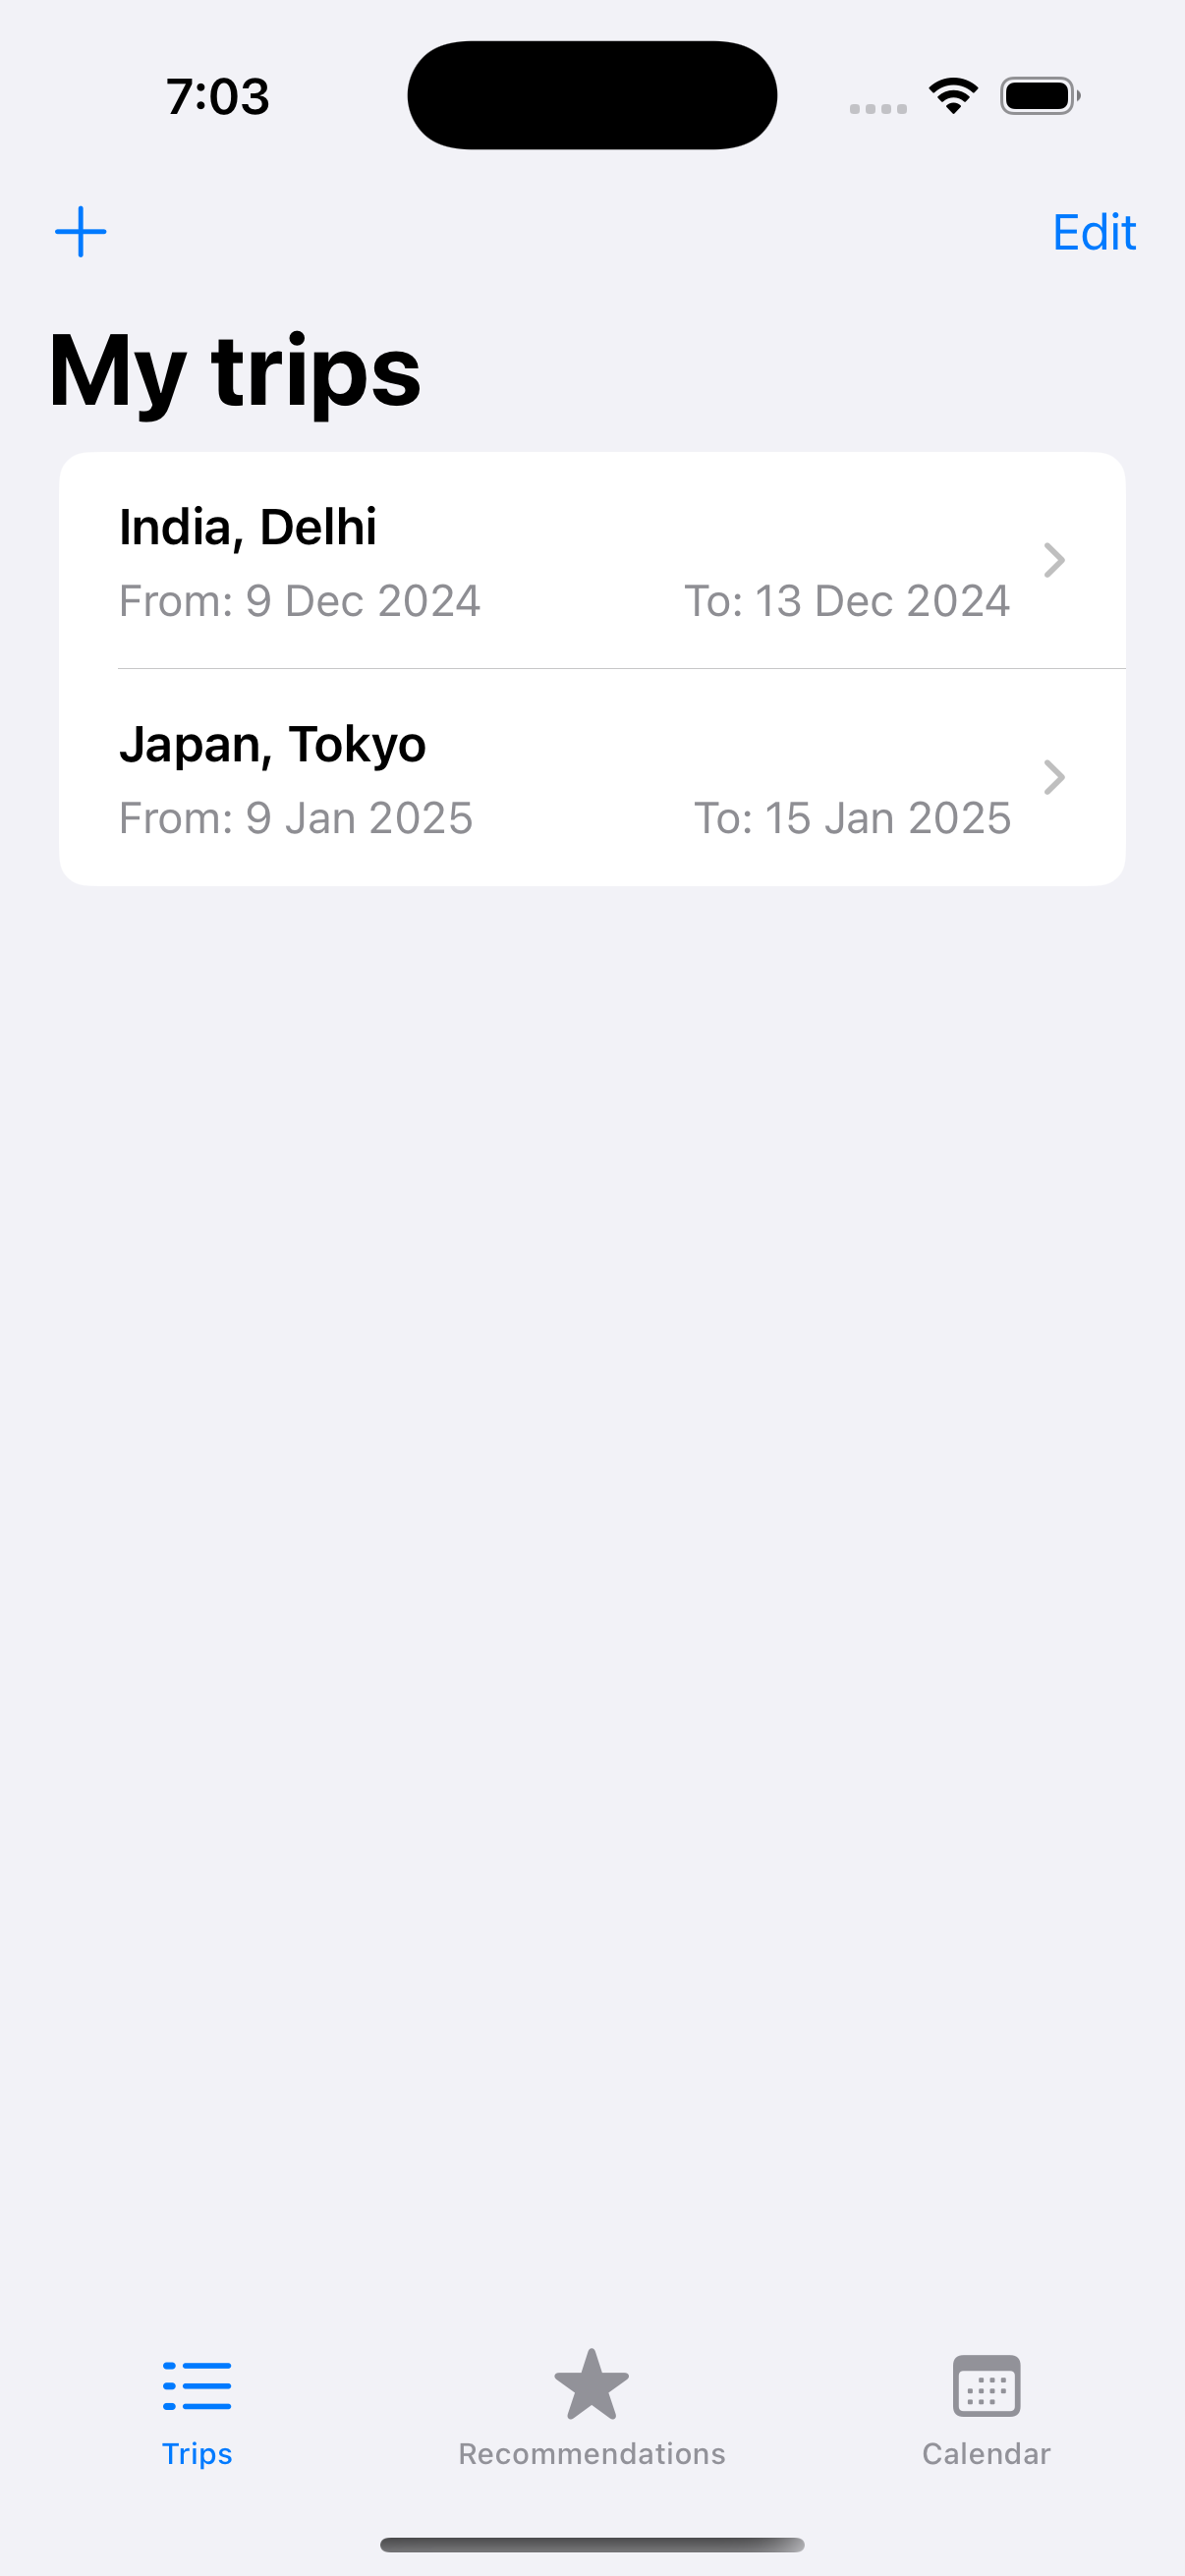 7:03
Edit
My trips
India, Delhi
From: 9 Dec 2024 To: 13 Dec 2024
Japan, Tokyo
From: 9 Jan 2025 To: 15 Jan 2025
Trips Recommendations Calendar